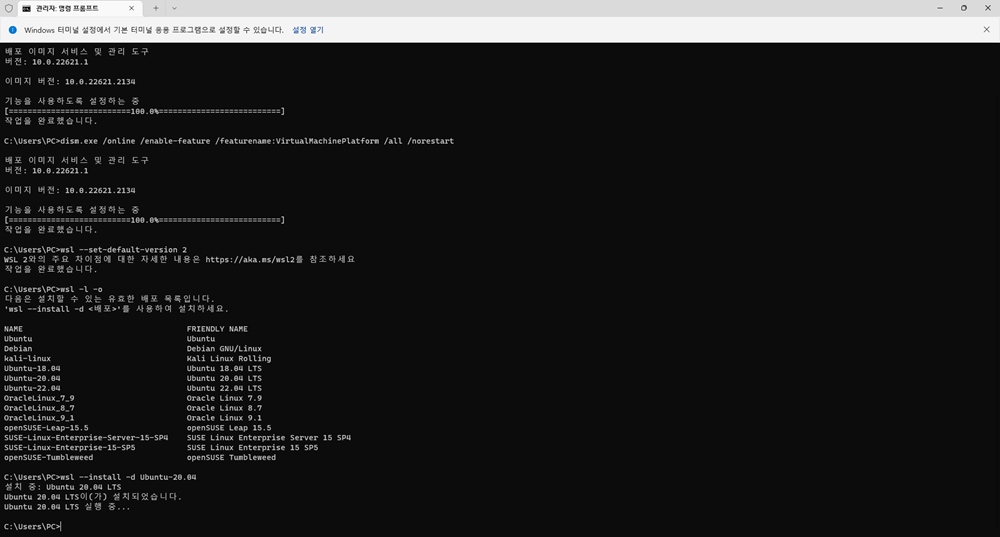 관리자: 명령 프롬프트
Windows 터미널 설정에서 기본 터미널 응용 프로그램으로 설정할 수 있습니다. 설정 열기
배포 이미지 서비스 및 관리 도구
버전: 10.0.22621.1
이미지 버전: 10.0.22621.2134
기능을 사용하도록 설정하는 중
[==========================100.0%==========================]
작업을 완료했습니다.
C:\Users\PC>dism.exe /online /enable-feature /featurename:VirtualMachinePlatform /all /norestart
배포 이미지 서비스 및 관리 도구
버전: 10.0.22621.1
이미지 버전: 10.0.22621.2134
기능을 사용하도록 설정하는 중
[==========================100.0%==========================]
작업을 완료했습니다.
C:\Users\PC>wsl --set-default-version 2
WSL 2와의 주요 차이점에 대한 자세한 내용은 https://aka.ms/wsl2를 참조하세요
작업을 완료했습니다.
C:\Users\PC>wsl -l -o
다음은 설치할 수 있는 유효한 배포 목록입니다.
'wsl --install -d <배포>'를 사용하여 설치하세요.
NAME FRIENDLY NAME
Ubuntu Ubuntu
Debian Debian GNU/Linux
kali-linux Kali Linux Rolling
Ubuntu-18.04 Ubuntu 18.04 LTS
Ubuntu-20.04 Ubuntu 20.04 LTS
Ubuntu-22.04 Ubuntu 22.04 LTS
OracleLinux_7_9 Oracle Linux 7.9
OracleLinux_8_7 Oracle Linux 8.7
OracleLinux_9_1 Oracle Linux 9.1
openSUSE-Leap-15.5 openSUSE Leap 15.5
SUSE-Linux-Enterprise-Server-15-SP4 SUSE Linux Enterprise Server 15 SP4
SUSE-Linux-Enterprise-15-SP5 SUSE Linux Enterprise 15 SP5
openSUSE-Tumbleweed openSUSE Tumbleweed
C:\Users\PC>wsl --install -d Ubuntu-20.04
설치 중: Ubuntu 20.04 LTS
Ubuntu 20.04 LTS이(가) 설치되었습니다.
Ubuntu 20.04 LTS 실행 중...
C:\Users\PC>